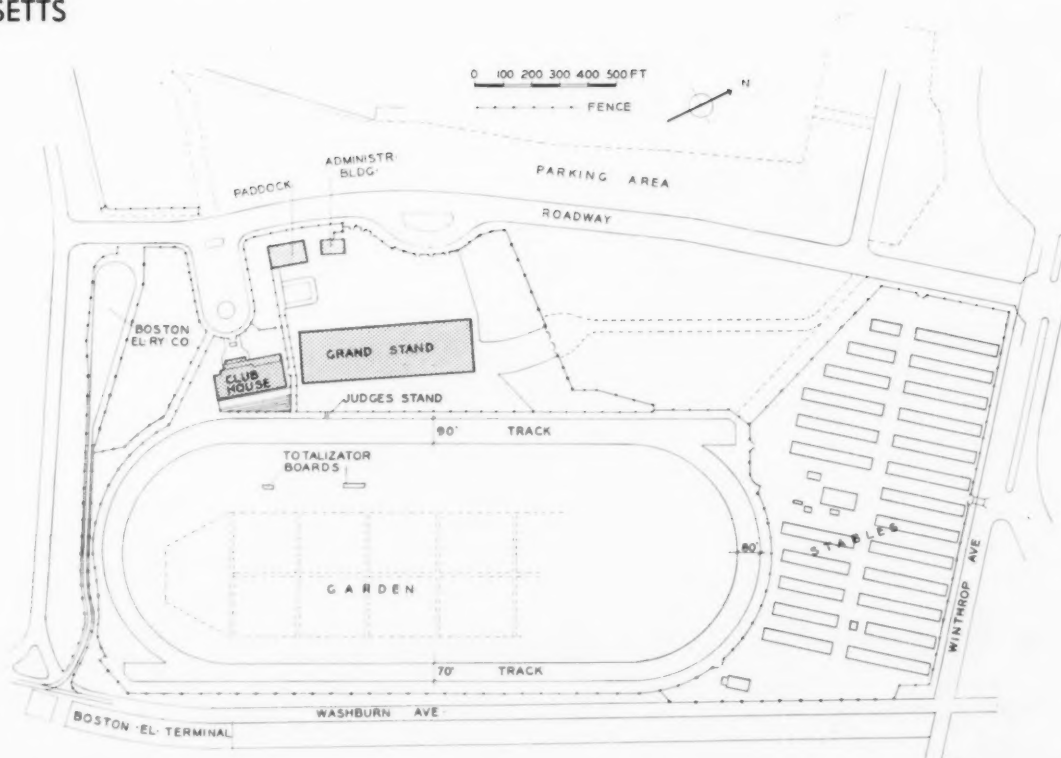 SETTS
0 100 200 300 400 500 FT
FENCE
N
ADMINISTR·
BLDG·
PADDOCK
PARKING AREA
ROADWAY
BOSTON
EL·RY CO
GRAND STAND
CLUB
HOUSE
JUDGES STAND
90' TRACK
TOTALIZATOR
BOARDS
80'
STABLES
GARDEN
WINTHROP AVE
70' TRACK
WASHBURN AVE·
BOSTON ·EL· TERMINAL